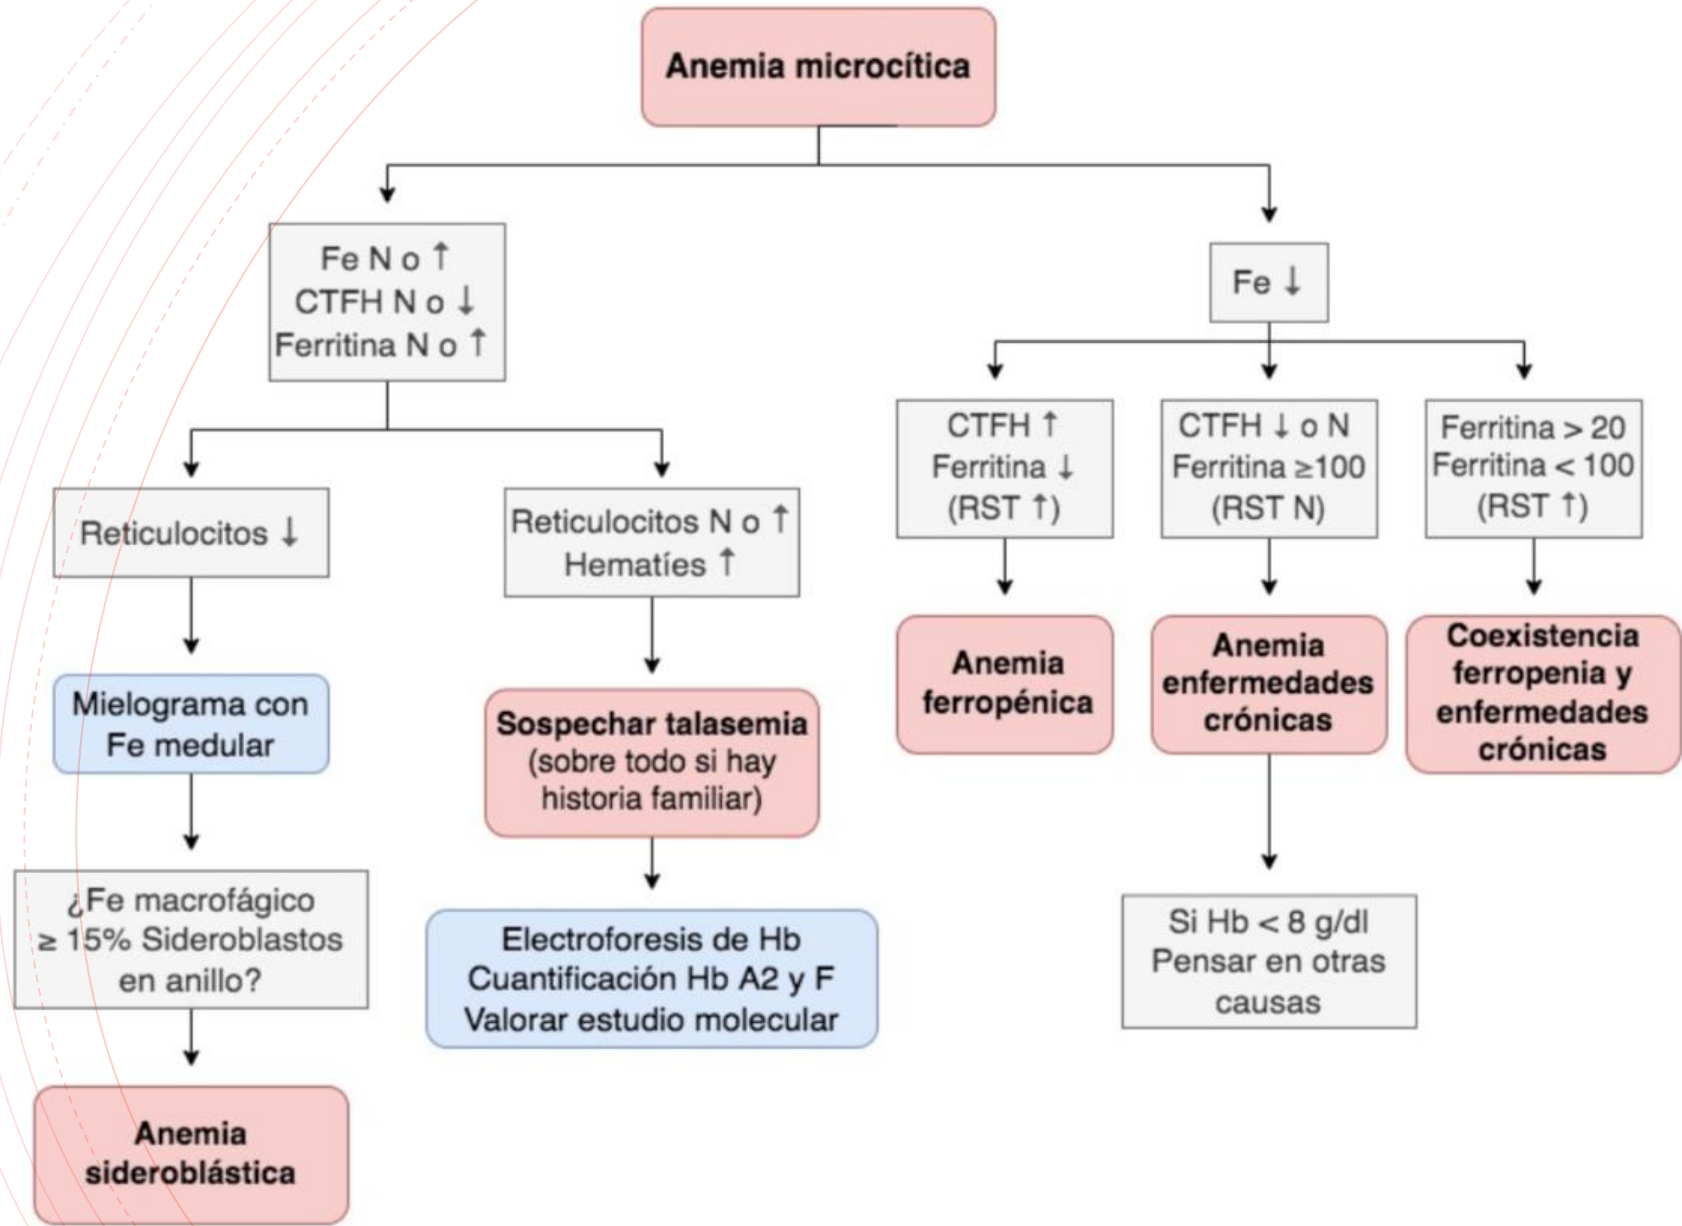 Anemia microcítica
Fe N o ↑
CTFH N o ↓
Ferritina N o ↑
Fe ↓
Reticulocitos ↓
Reticulocitos N o ↑
Hematíes ↑
CTFH ↑
Ferritina ↓
(RST ↑)
CTFH ↓ o N
Ferritina ≥100
(RST N)
Ferritina > 20
Ferritina < 100
(RST ↑)
Mielograma con
Fe medular
Sospechar talasemia
(sobre todo si hay
historia familiar)
Anemia
ferropénica
Anemia
enfermedades
crónicas
Coexistencia
ferropenia y
enfermedades
crónicas
¿Fe macrofágico
≥ 15% Sideroblastos
en anillo?
Electroforesis de Hb
Cuantificación Hb A2 y F
Valorar estudio molecular
Si Hb < 8 g/dl
Pensar en otras
causas
Anemia
sideroblástica